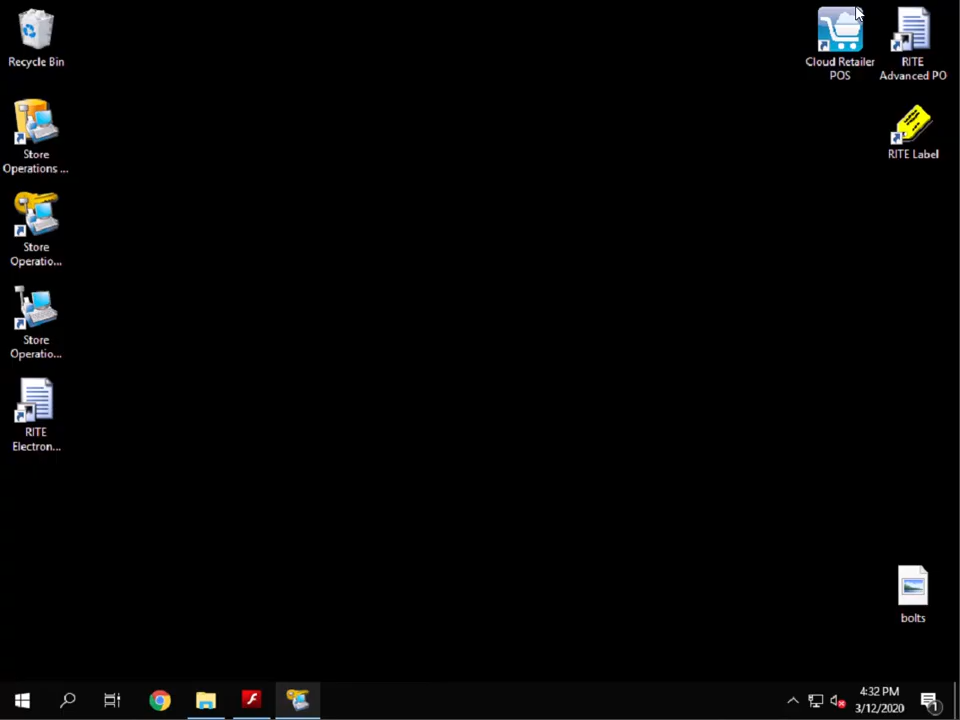 Recycle Bin
Store
Operations ...
Store
Operatio...
Store
Operatio...
RITE
Electron...
Cloud Retailer
POS
RITE
Advanced PO
RITE Label
bolts
4:32 PM
3/12/2020
1